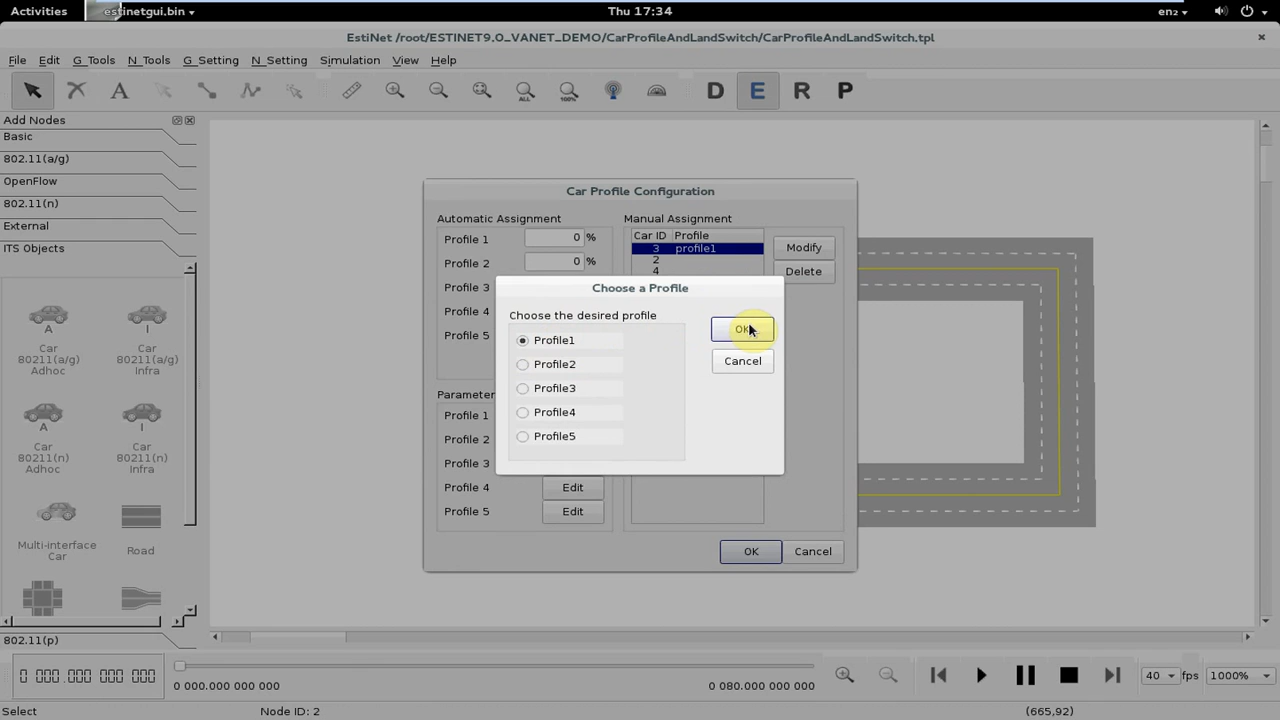 Activities
estinetgui.bin
Thu 17:34
en2
EstiNet /root/ESTINET9,0_VANET_DEMO/CarProfileAndLandSwitch/CarProfileAndLandSwitch.tpl
File Edit G_Tools N_Tools G_Setting N_Setting Simulation View Help
A
ALL
100%
D E R P
Add Nodes
Basic
802.11(a/g)
OpenFlow
802.11(n)
External
ITS Objects
A
I
Car
80211(a/g)
Adhoc
Car
80211(a/g)
Infra
A
I
Car
80211(n)
Adhoc
Car
80211(n)
Infra
Multi-interface
Car
Road
802.11(p)
Car Profile Configuration
Automatic Assignment
Profile 1 0 %
Profile 2 0 %
Profile 3
Profile 4
Profile 5
Parameter
Profile 1
Profile 2
Profile 3
Profile 4 Edit
Profile 5 Edit
Manual Assignment
Car ID Profile
3 profile1
2
4
Modify
Delete
OK
Cancel
Choose a Profile
Choose the desired profile
Profile1
Profile2
Profile3
Profile4
Profile5
OK
Cancel
0 000.000 000 000
0 000.000 000 000
0 080.000 000 000
40 fps
1000%
Select
Node ID: 2
(665,92)